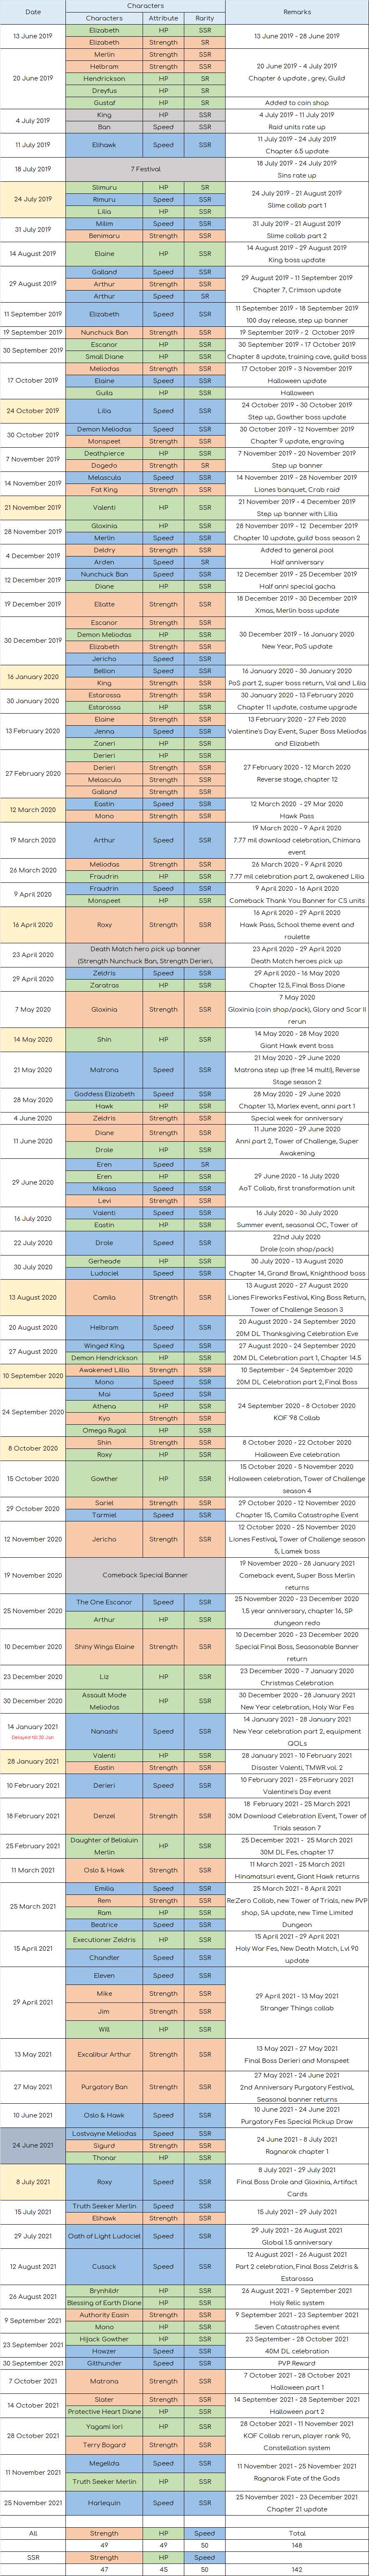 Date Characters Remarks
Characters Attribute Rarity
13 June 2019 Elizabeth HP SSR 13 June 2019 - 28 June 2019
Elizabeth Strength SR
20 June 2019 Merlin Strength SSR 20 June 2019 - 4 July 2019
Helbram Strength SSR Chapter 6 update , grey, Guild
Hendrickson HP SR
Dreyfus HP SR
Gustaf HP SR Added to coin shop
4 July 2019 King HP SSR 4 July 2019 - 11 July 2019
Ban Speed SSR Raid units rate up
11 July 2019 Elihawk Speed SSR 11 July 2019 - 24 July 2019
Chapter 6.5 update
18 July 2019 7 Festival 18 July 2019 - 24 July 2019
Sins rate up
24 July 2019 Slimuru HP SR 24 July 2019 - 21 August 2019
Rimuru Speed SSR Slime collab part 1
Lilia HP SSR
31 July 2019 Milim Speed SSR 31 July 2019 - 21 August 2019
Benimaru Strength SSR Slime collab part 2
14 August 2019 Elaine HP SSR 14 August 2019 - 29 August 2019
King boss update
29 August 2019 Galland Speed SSR 29 August 2019 - 11 September 2019
Arthur Strength SSR Chapter 7, Crimson update
Arthur Speed SR
11 September 2019 Elizabeth Speed SSR 11 September 2019 - 18 September 2019
100 day release, step up banner
19 September 2019 Nunchuck Ban Strength SSR 19 September 2019 - 2 October 2019
30 September 2019 Escanor HP SSR 30 September 2019 - 17 October 2019
Small Diane HP SSR Chapter 8 update, training cave, guild boss
17 October 2019 Meliodas Strength SSR 17 October 2019 - 3 November 2019
Elaine Speed SSR Halloween update
Guila HP SSR Halloween
24 October 2019 Lilia Speed SSR 24 October 2019 - 30 October 2019
Step up, Gowther boss update
30 October 2019 Demon Meliodas Speed SSR 30 October 2019 - 12 November 2019
Monspeet Strength SSR Chapter 9 update, engraving
7 November 2019 Deathpierce HP SSR 7 November 2019 - 20 November 2019
Dogedo Strength SR Step up banner
14 November 2019 Melascula Speed SSR 14 November 2019 - 28 November 2019
Fat King Strength SSR Liones banquet, Crab raid
21 November 2019 Valenti HP SSR 21 November 2019 - 4 December 2019
Step up banner with Lilia
28 November 2019 Gloxinia HP SSR 28 November 2019 - 12 December 2019
Merlin Speed SSR Chapter 10 update, guild boss season 2
4 December 2019 Deldry Strength SSR Added to general pool
Arden Speed SR Half anniversary
12 December 2019 Nunchuck Ban Speed SSR 12 December 2019 - 25 December 2019
Diane HP SSR Half anni special gacha
19 December 2019 Ellatte Strength SSR 18 December 2019 - 30 December 2019
Xmas, Merlin boss update
30 December 2019 Escanor Strength SSR 30 December 2019 - 16 January 2020
Demon Meliodas HP SSR New Year, PoS update
Elizabeth Strength SSR
Jericho Speed SSR
16 January 2020 Bellion Speed SSR 16 January 2020 - 30 January 2020
King Strength SSR PoS part 2, super boss return, Val and Lilia
30 January 2020 Estarossa Strength SSR 30 January 2020 - 13 February 2020
Estarossa HP SSR Chapter 11 update, costume upgrade
13 February 2020 Elaine Strength SSR 13 February 2020 - 27 Feb 2020
Jenna Speed SSR Valentine's Day Event, Super Boss Meliodas
Zaneri HP SSR and Elizabeth
27 February 2020 Derieri HP SSR 27 February 2020 - 12 March 2020
Derieri Strength SSR Reverse stage, chapter 12
Melascula Strength SSR
Galland Strength SSR
12 March 2020 Eastin Speed SSR 12 March 2020 - 29 Mar 2020
Mono Strength SSR Hawk Pass
19 March 2020 Arthur Speed SSR 19 March 2020 - 9 April 2020
7.77 mil download celebration, Chimara
event
26 March 2020 Meliodas Strength SSR 26 March 2020 - 9 April 2020
Fraudrin HP SSR 7.77 mil celebration part 2, awakened Lilia
9 April 2020 Fraudrin Speed SSR 9 April 2020 - 16 April 2020
Monspeet HP SSR Comeback Thank You Banner for CS units
16 April 2020 Roxy Strength SSR 16 April 2020 - 29 April 2020
Hawk Pass, School theme event and
roulette
23 April 2020 Death Match hero pick up banner 23 April 2020 - 29 April 2020
(Strength Nunchuck Ban, Strength Derieri, Death Match heroes pick up
29 April 2020 Zeldris Speed SSR 29 April 2020 - 16 May 2020
Zaratras HP SSR Chapter 12.5, Final Boss Diane
7 May 2020 Gloxinia Strength SSR 7 May 2020
Gloxinia (coin shop/pack), Glory and Scar II
rerun
14 May 2020 Shin HP SSR 14 May 2020 - 28 May 2020
Giant Hawk event boss
21 May 2020 Matrona Speed SSR 21 May 2020 - 29 June 2020
Matrona step up (free 14 multi), Reverse
Stage season 2
28 May 2020 Goddess Elizabeth Speed SSR 28 May 2020 - 29 June 2020
Hawk HP SSR Chapter 13, Marlex event, anni part 1
4 June 2020 Zeldris Strength SSR Special week for anniversary
11 June 2020 Diane Strength SSR 11 June 2020 - 29 June 2020
Drole HP SSR Anni part 2, Tower of Challenge, Super
Awakening
29 June 2020 Eren Speed SR 29 June 2020 - 16 July 2020
Eren HP SSR AoT Collab, first transformation unit
Mikasa Speed SSR
Levi Strength SSR
16 July 2020 Valenti Speed SSR 16 July 2020 - 30 July 2020
Eastin HP SSR Summer event, seasonal OC, Tower of
22 July 2020 Drole Speed SSR 22nd July 2020
Drole (coin shop/pack)
30 July 2020 Gerheade HP SSR 30 July 2020 - 13 August 2020
Ludociel Speed SSR Chapter 14, Grand Brawl, Knighthood boss
13 August 2020 Camila Strength SSR 13 August 2020 - 27 August 2020
Liones Fireworks Festival, King Boss Return,
Tower of Challenge Season 3
20 August 2020 Helbram Speed SSR 20 August 2020 - 24 September 2020
20M DL Thanksgiving Celebration Eve
27 August 2020 Winged King Speed SSR 27 August 2020 - 24 September 2020
Demon Hendrickson HP SSR 20M DL Celebration part 1, Chapter 14.5
10 September 2020 Awakened Lillia Strength SSR 10 September - 24 September 2020
Mono Speed SSR 20M DL Celebration part 2, Final Boss
24 September 2020 Mai Speed SSR 24 September 2020 - 8 October 2020
Athena HP SSR KOF 98 Collab
Kyo Strength SSR
Omega Rugal HP SSR
8 October 2020 Shin Strength SSR 8 October 2020 - 22 October 2020
Roxy HP SSR Halloween Eve celebration
15 October 2020 Gowther HP SSR 15 October 2020 - 5 November 2020
Halloween celebration, Tower of Challenge
season 4
29 October 2020 Sariel Strength SSR 29 October 2020 - 12 November 2020
Tarmiel Speed SSR Chapter 15, Camila Catastrophe Event
12 November 2020 Jericho Strength SSR 12 October 2020 - 25 November 2020
Liones Festival, Tower of Challenge season
5, Lamek boss
19 November 2020 Comeback Special Banner 19 November 2020 - 28 January 2021
Comeback event, Super Boss Merlin
returns
25 November 2020 The One Escanor Speed SSR 25 November 2020 - 23 December 2020
Arthur HP SSR 1.5 year anniversary, chapter 16, SP
dungeon redo
10 December 2020 Shiny Wings Elaine Strength SSR 10 December 2020 - 23 December 2020
Special Final Boss, Seasonable Banner
return
23 December 2020 Liz HP SSR 23 December 2020 - 7 January 2020
Christmas Celebration
30 December 2020 Assault Mode Meliodas HP SSR 30 December 2020 - 28 January 2021
New Year celebration, Holy War Fes
14 January 2021 Nanashi Speed SSR 14 January 2021 - 28 January 2021
Delayed till 20 Jan New Year celebration part 2, equipment
QOLs
28 January 2021 Valenti HP SSR 28 January 2021 - 10 February 2021
Eastin Strength SSR Disaster Valenti, TMWR vol. 2
10 February 2021 Derieri Speed SSR 10 February 2021 - 25 February 2021
Valentine's Day event
18 February 2021 Denzel Strength SSR 18 February 2021 - 25 March 2021
30M Download Celebration Event, Tower of
Trials season 7
25 February 2021 Daughter of Belialuin Merlin HP SSR 25 December 2021 - 25 March 2021
30M DL Fes, chapter 17
11 March 2021 Oslo & Hawk Strength SSR 11 March 2021 - 25 March 2021
Hinamatsuri event, Giant Hawk returns
25 March 2021 Emilia Speed SSR 25 March 2021 - 8 April 2021
Rem Strength SSR Re:Zero Collab, new Tower of Trials, new PVP
Ram HP SSR shop, SA update, new Time Limited
Beatrice Speed SSR Dungeon
15 April 2021 Executioner Zeldris HP SSR 15 April 2021 - 29 April 2021
Chandler Speed SSR Holy War Fes, New Death Match, Lvl 90
update
29 April 2021 Eleven Speed SSR 29 April 2021 - 13 May 2021
Mike Strength SSR Stranger Things collab
Jim Strength SSR
Will HP SSR
13 May 2021 Excalibur Arthur Strength SSR 13 May 2021 - 27 May 2021
Final Boss Derieri and Monspeet
27 May 2021 Purgatory Ban Strength SSR 27 May 2021 - 24 June 2021
2nd Anniversary Purgatory Festival,
Seasonal banner returns
10 June 2021 Oslo & Hawk Speed SSR 10 June 2021 - 24 June 2021
Purgatory Fes Special Pickup Draw
24 June 2021 Lostvayne Meliodas Speed SSR 24 June 2021 - 8 July 2021
Sigurd Strength SSR Ragnarok chapter 1
Thonar HP SSR
8 July 2021 Roxy Speed SSR 8 July 2021 - 29 July 2021
Final Boss Drole and Gloxinia, Artifact
Cards
15 July 2021 Truth Seeker Merlin Speed SSR 15 July 2021 - 29 July 2021
Elihawk Strength SSR
29 July 2021 Oath of Light Ludociel Speed SSR 29 July 2021 - 26 August 2021
Global 1.5 anniversary
12 August 2021 Cusack Speed SSR 12 August 2021 - 26 August 2021
Part 2 celebration, Final Boss Zeldris &
Estarossa
26 August 2021 Brynhildr HP SSR 26 August 2021 - 9 September 2021
Blessing of Earth Diane HP SSR Holy Relic system
9 September 2021 Authority Easin Strength SSR 9 September 2021 - 23 September 2021
Mono HP SSR Seven Catastrophes event
23 September 2021 Hijack Gowther HP SSR 23 September - 28 October 2021
Howzer Speed SSR 40M DL celebration
30 September 2021 Gilthunder Speed SSR PVP Reward
7 October 2021 Matrona Strength SSR 7 October 2021 - 28 October 2021
Halloween part 1
14 October 2021 Slater Strength SSR 14 September 2021 - 28 September 2021
Protective Heart Diane HP SSR Halloween part 2
28 October 2021 Yagami Iori HP SSR 28 October 2021 - 11 November 2021
Terry Bogard Strength SSR KOF Collab rerun, player rank 90,
Constellation system
11 November 2021 Megellda Speed SSR 11 November 2021 - 25 November 2021
Truth Seeker Merlin HP SSR Ragnarok Fate of the Gods
25 November 2021 Harlequin Speed SSR 25 November 2021 - 23 December 2021
Chapter 21 update
All Strength HP Speed Total
49 49 50 148
SSR Strength HP Speed
47 45 50 142